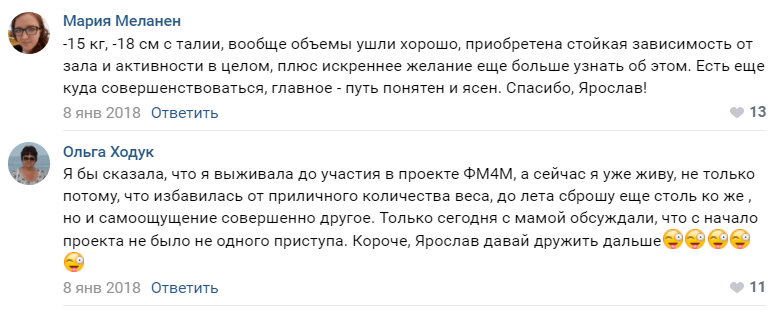 Мария Меланен
-15 кг, -18 см с талии, вообще объемы ушли хорошо, приобретена стойкая зависимость от
зала и активности в целом, плюс искреннее желание еще больше узнать об этом. Есть еще
куда совершенствоваться, главное - путь понятен и ясен. Спасибо, Ярослав!
8 янв 2018 Ответить 13
Ольга Ходук
Я бы сказала, что я выживала до участия в проекте ФМ4М, а сейчас я уже живу, не только
потому, что избавилась от приличного количества веса, до лета сброшу еще столь ко же ,
но и самоощущение совершенно другое. Только сегодня с мамой обсуждали, что с начало
проекта не было не одного приступа. Короче, Ярослав давай дружить дальше😜😜😜😜
😜
8 янв 2018 Ответить 11